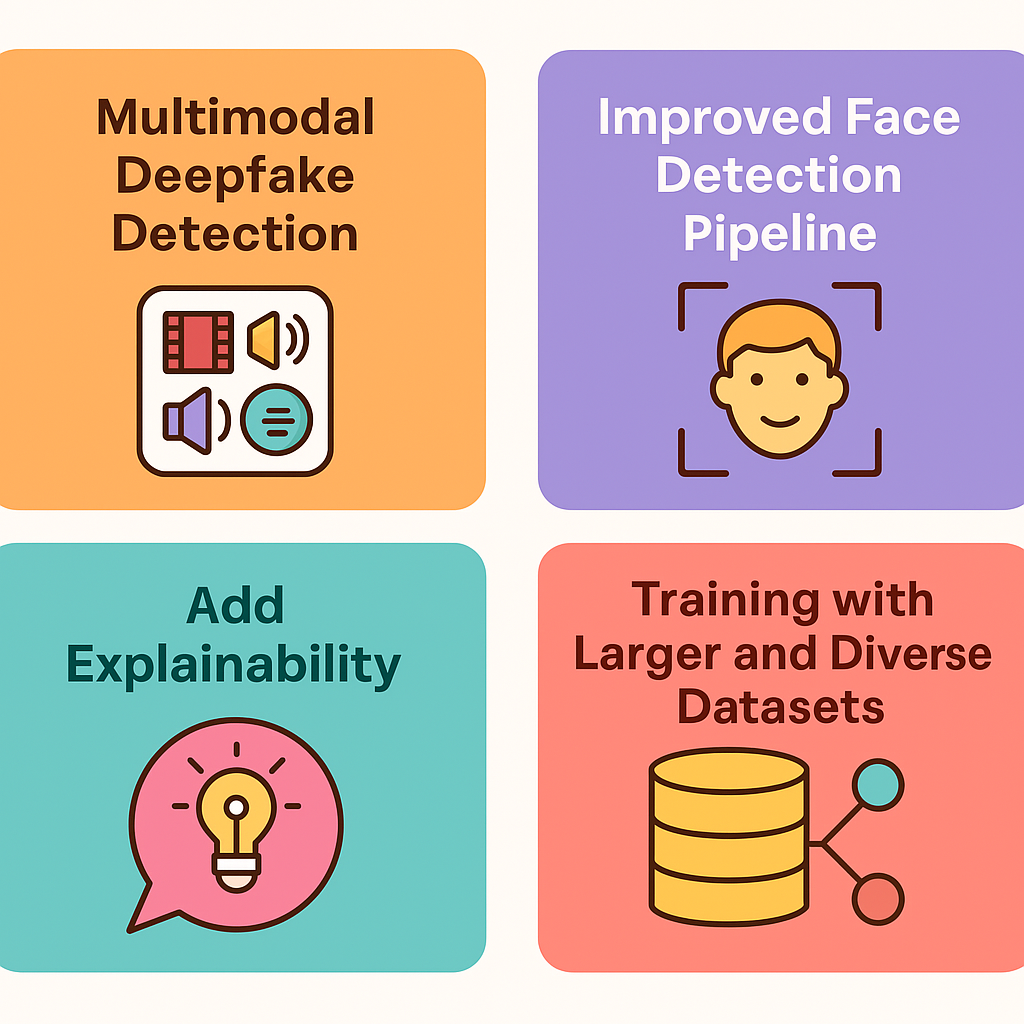 Multimodal
Deepfake
Detection
Improved Face
Detection
Pipeline
Add
Explainability
Training with
Larger and Diverse
Datasets